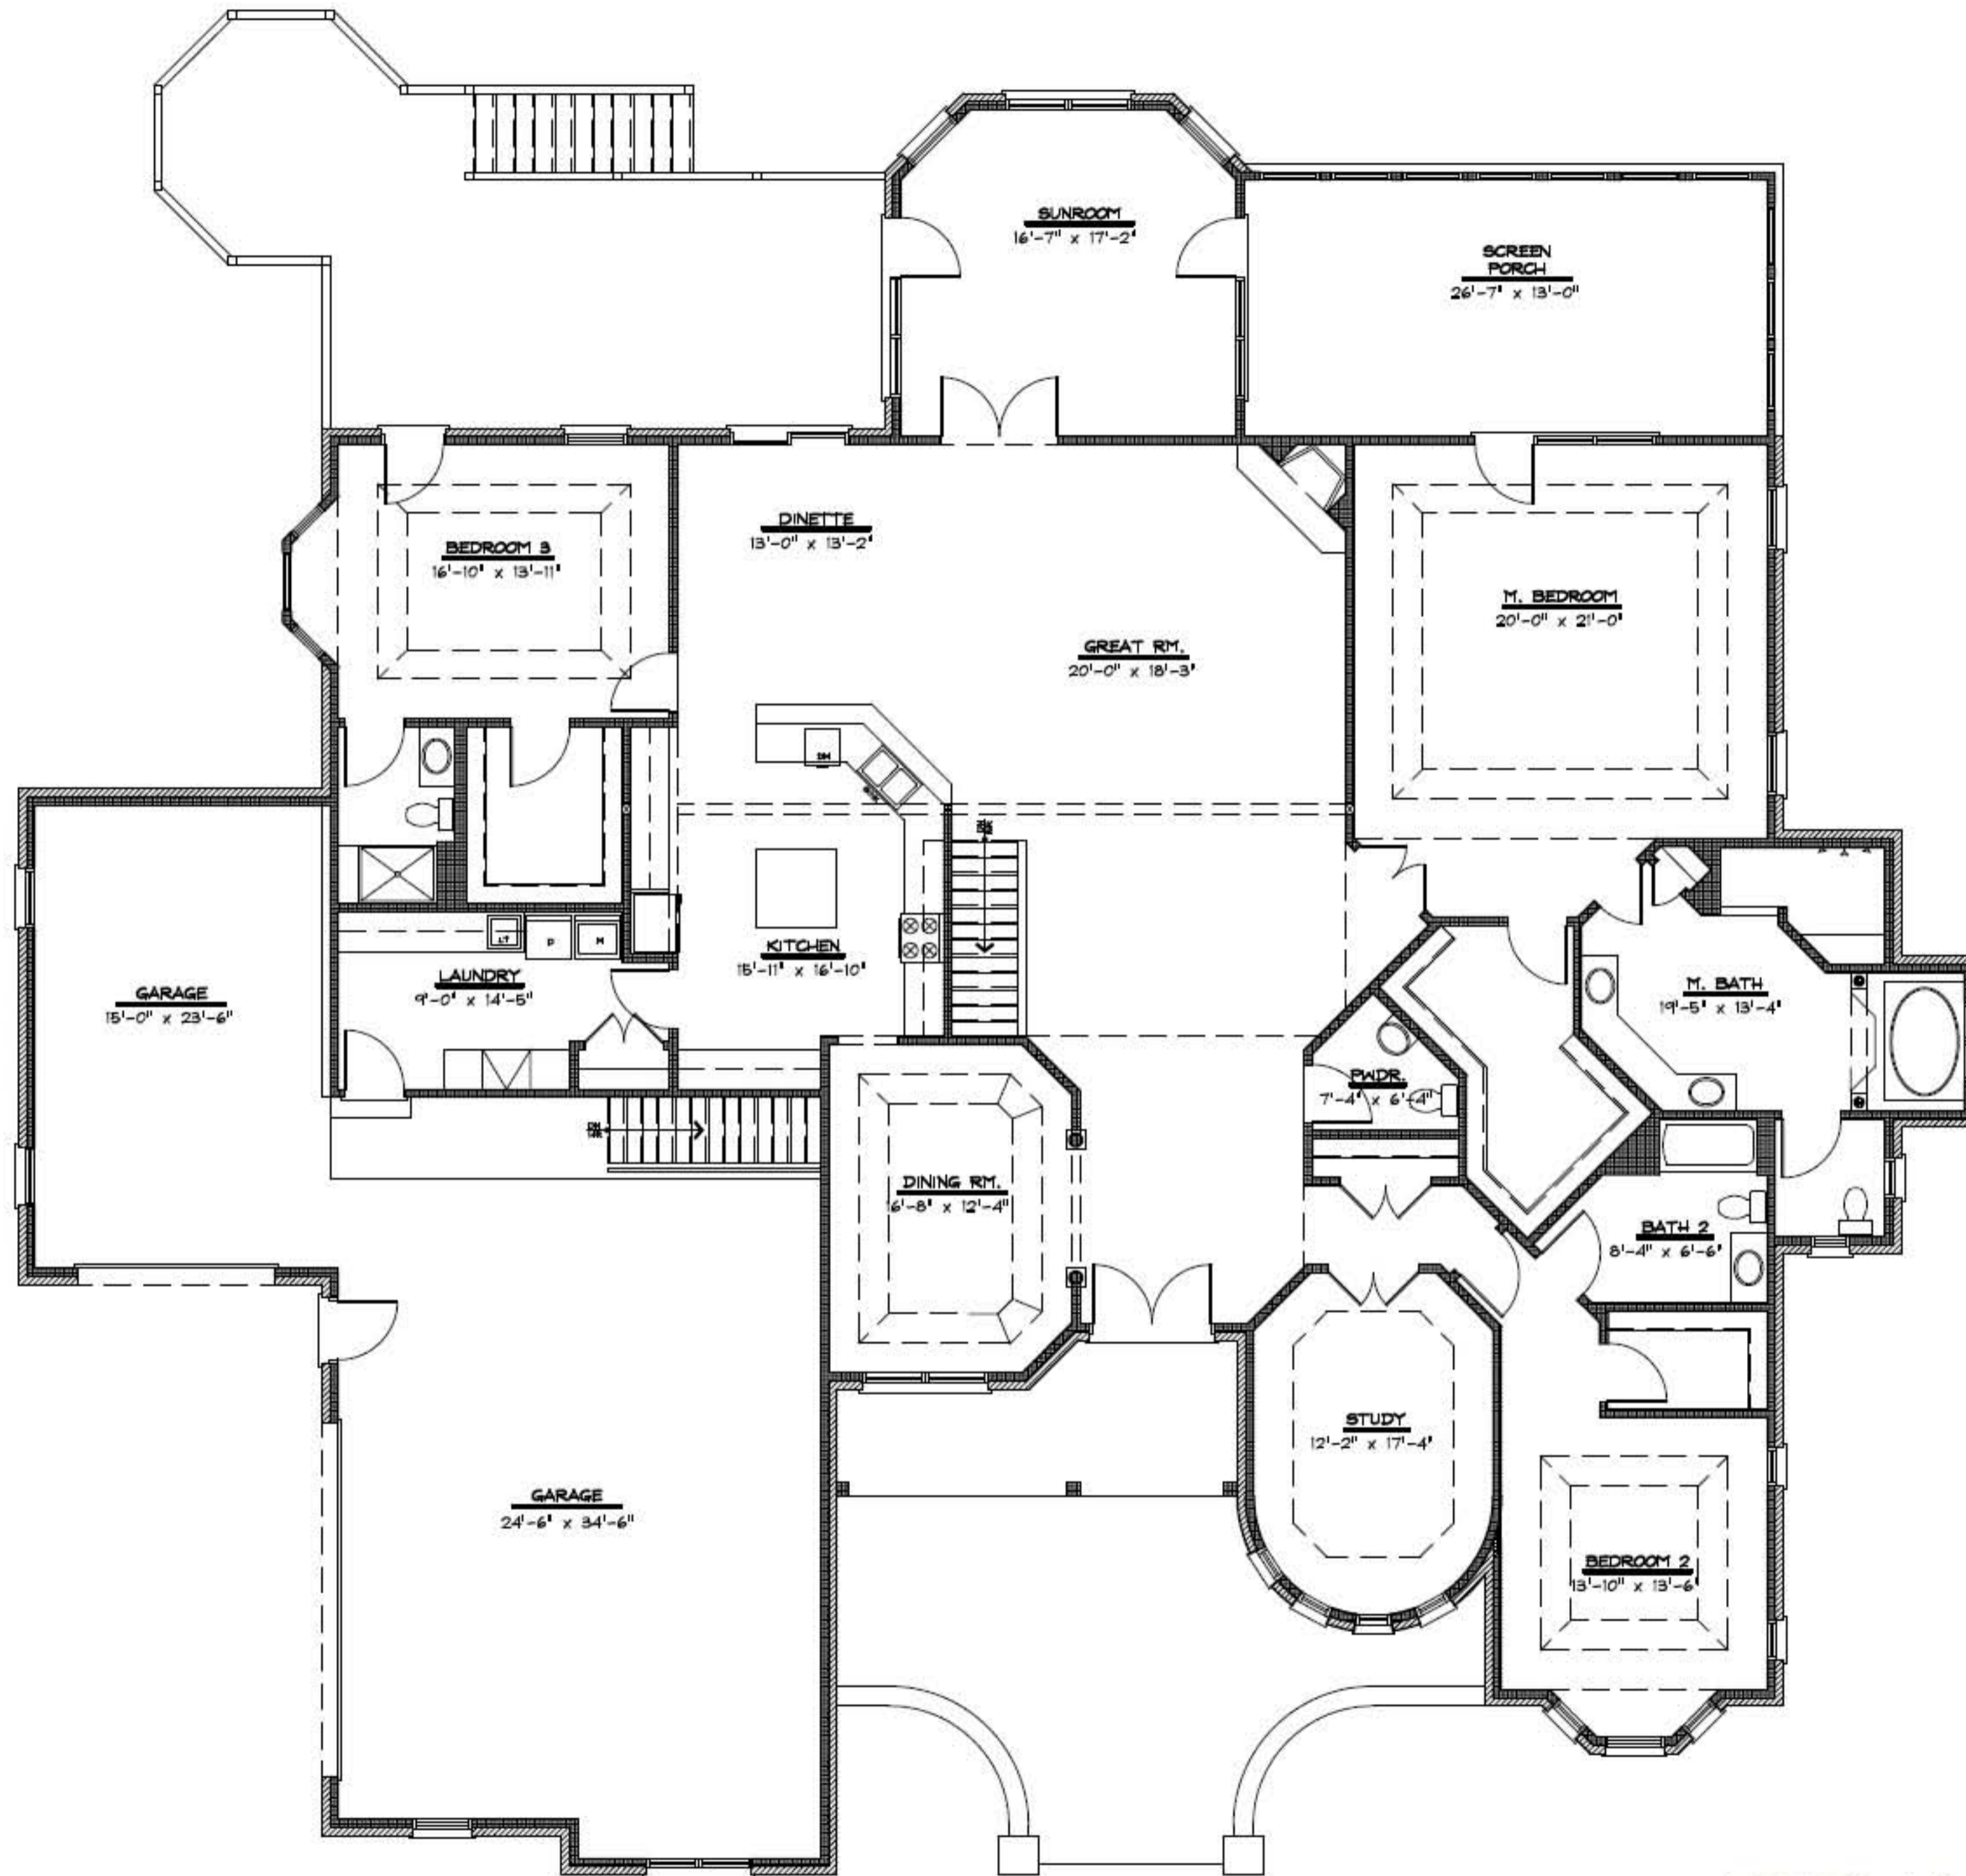 SUNROOM
16'-7" x 17'-2"
SCREEN
PORCH
26'-7" x 13'-0"
DINETTE
13'-0" x 13'-2"
BEDROOM 3
16'-10" x 13'-11"
M. BEDROOM
20'-0" x 21'-0"
GREAT RM.
20'-0" x 18'-3"
DW
KITCHEN
15'-11" x 16'-10"
LT
D
W
LAUNDRY
9'-0" x 14'-5"
GARAGE
15'-0" x 23'-6"
M. BATH
19'-5" x 13'-4"
PWDR.
7'-4" x 6'-4"
DINING RM.
16'-8" x 12'-4"
BATH 2
8'-4" x 6'-6"
STUDY
12'-2" x 17'-4"
GARAGE
24'-6" x 34'-6"
BEDROOM 2
13'-10" x 13'-6"